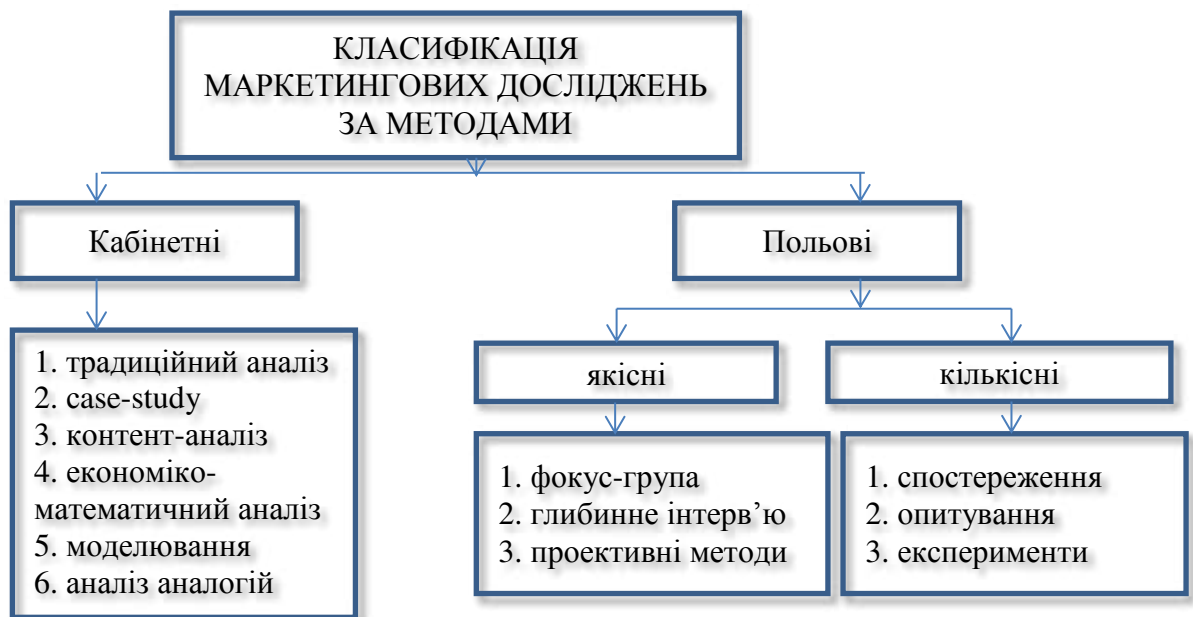 КЛАСИФІКАЦІЯ
МАРКЕТИНГОВИХ ДОСЛІДЖЕНЬ
ЗА МЕТОДАМИ
Кабінетні
Польові
1. традиційний аналіз
2. case-study
3. контент-аналіз
4. економіко-
математичний аналіз
5. моделювання
6. аналіз аналогій
якісні
кількісні
1. фокус-група
2. глибинне інтерв’ю
3. проективні методи
1. спостереження
2. опитування
3. експерименти